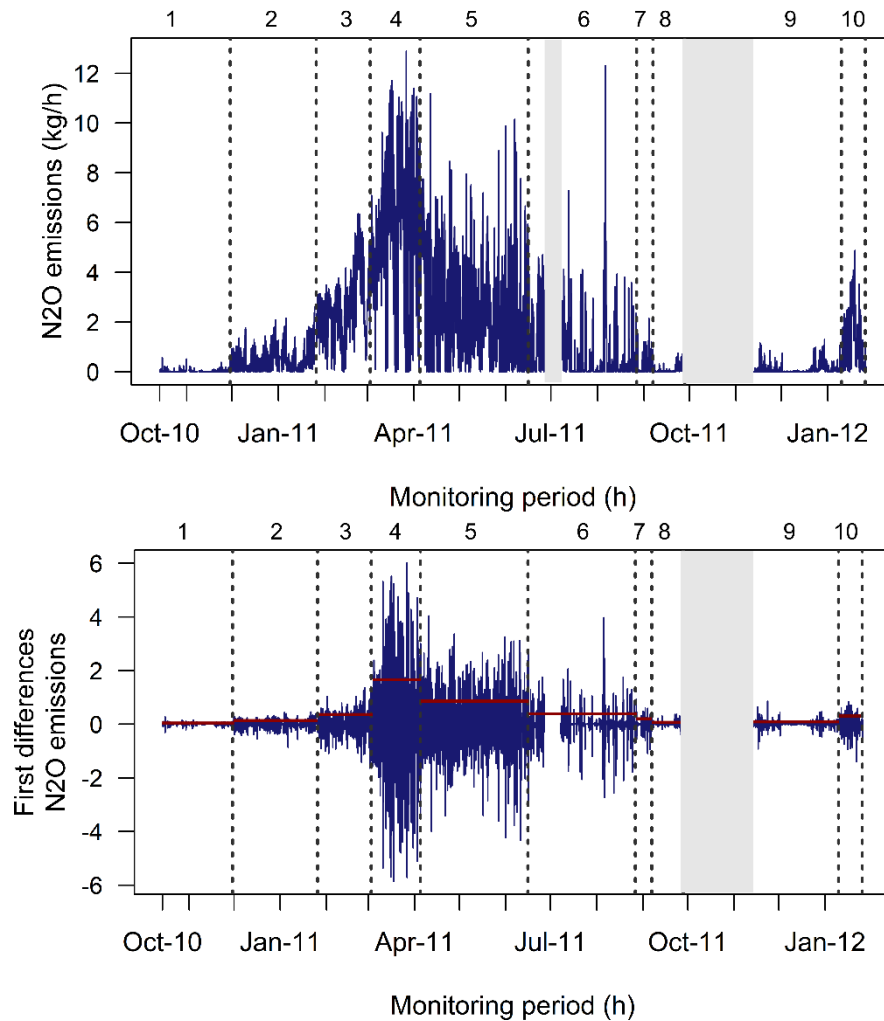 1 2 3 4 5 6 7 8 9 10
N2O emissions (kg/h)
12
10
8
6
4
2
0
Oct-10 Jan-11 Apr-11 Jul-11 Oct-11 Jan-12
Monitoring period (h)
1 2 3 4 5 6 7 8 9 10
First differences
N2O emissions
6
4
2
0
-2
-4
-6
Oct-10 Jan-11 Apr-11 Jul-11 Oct-11 Jan-12
Monitoring period (h)